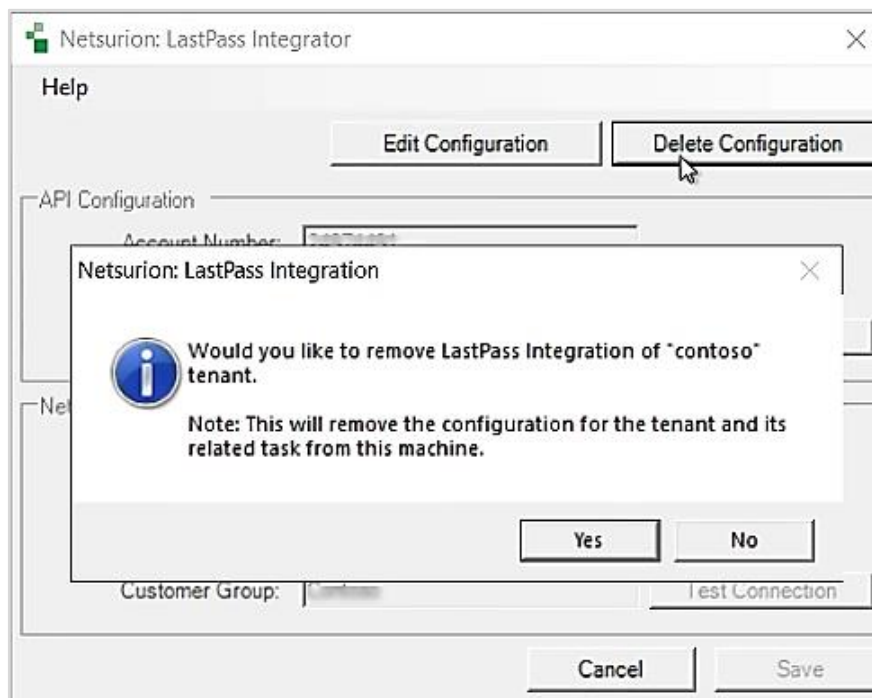 Netsurion: LastPass Integrator
Help
Edit Configuration
Delete Configuration
API Configuration
Account Number:
Netsurion: LastPass Integration
Would you like to remove LastPass Integration of "contoso"
tenant.
Note: This will remove the configuration for the tenant and its
related task from this machine.
Yes
No
Customer Group:
Test Connection
Cancel
Save